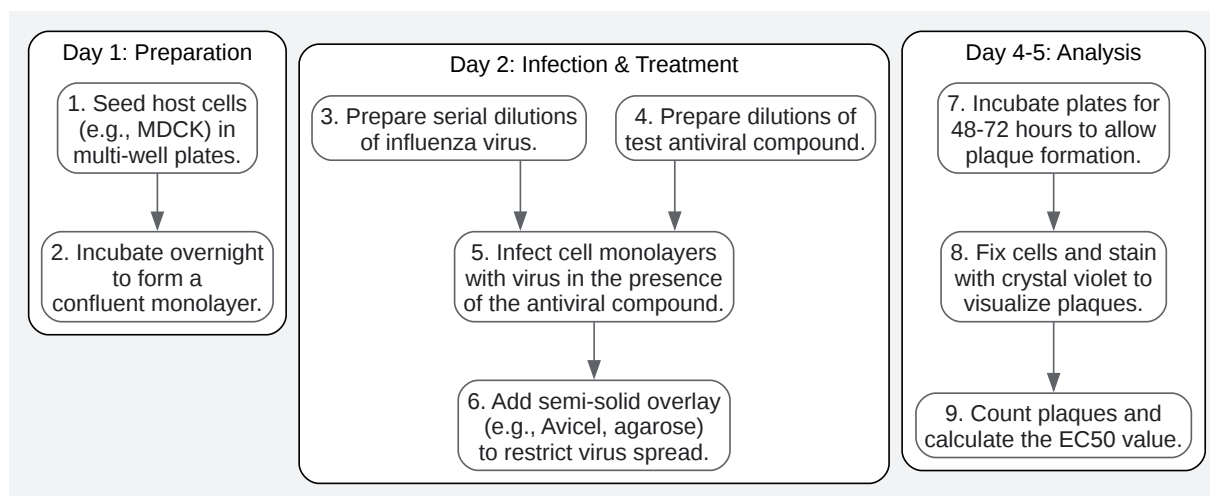 Day 1: Preparation
1. Seed host cells
(e.g., MDCK) in
multi-well plates.
2. Incubate overnight
to form a
confluent monolayer.
Day 2: Infection & Treatment
3. Prepare serial dilutions
of influenza virus.
4. Prepare dilutions of
test antiviral compound.
5. Infect cell monolayers
with virus in the presence
of the antiviral compound.
6. Add semi-solid overlay
(e.g., Avicel, agarose)
to restrict virus spread.
Day 4-5: Analysis
7. Incubate plates for
48-72 hours to allow
plaque formation.
8. Fix cells and stain
with crystal violet to
visualize plaques.
9. Count plaques and
calculate the EC50 value.